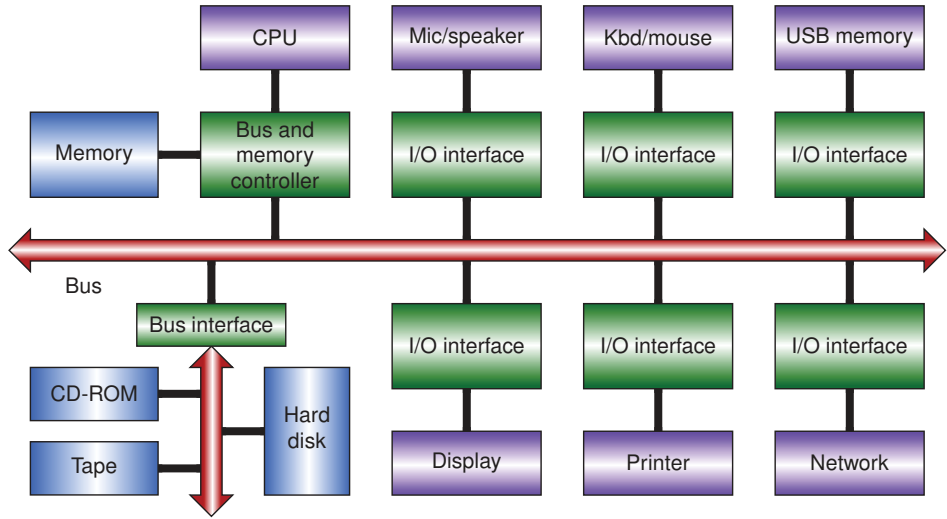 CPU
Mic/speaker
Kbd/mouse
USB memory
Memory
Bus and
memory
controller
I/O interface
I/O interface
I/O interface
Bus
Bus interface
I/O interface
I/O interface
I/O interface
CD-ROM
Hard
disk
Tape
Display
Printer
Network